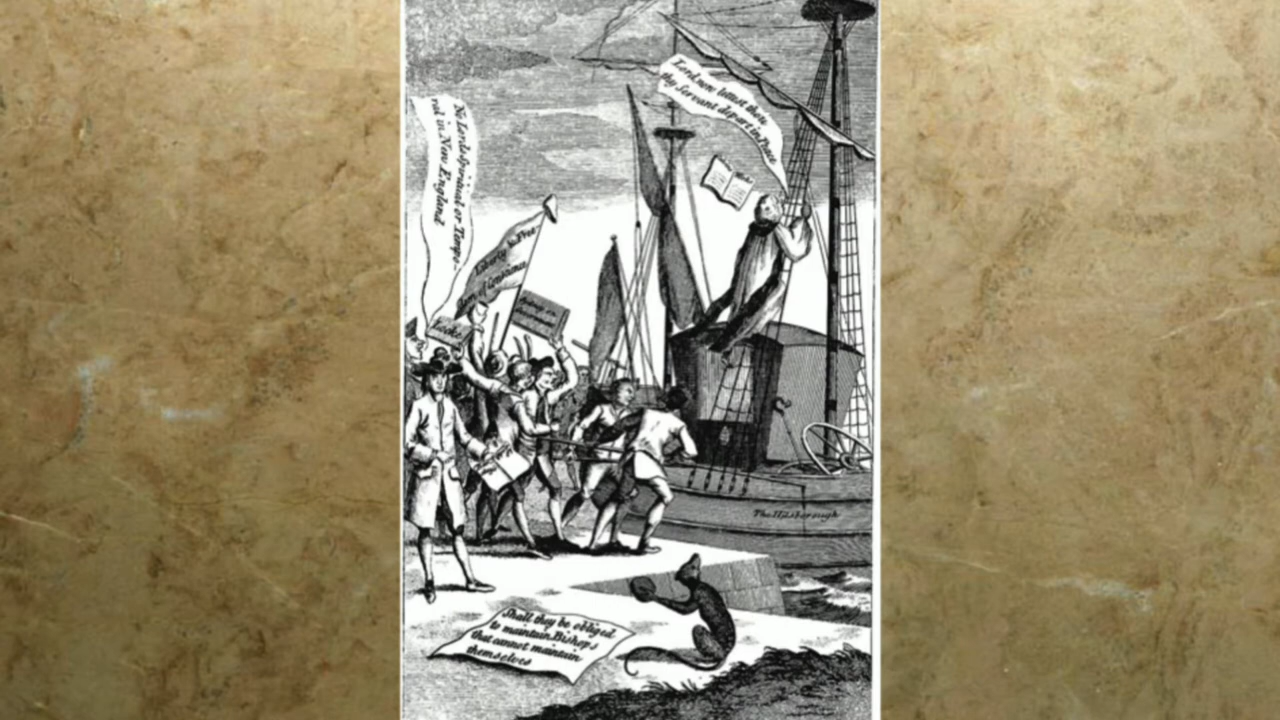 Lord, now lettest thou
thy Servant depart in Peace
No Lords Spiritual or Tempo-
ral in New England
Liberty & Free-
dom of Conscience
Locke
The Hillsborough
Shall they be obliged
to maintain Bishops
that cannot maintain
themselves